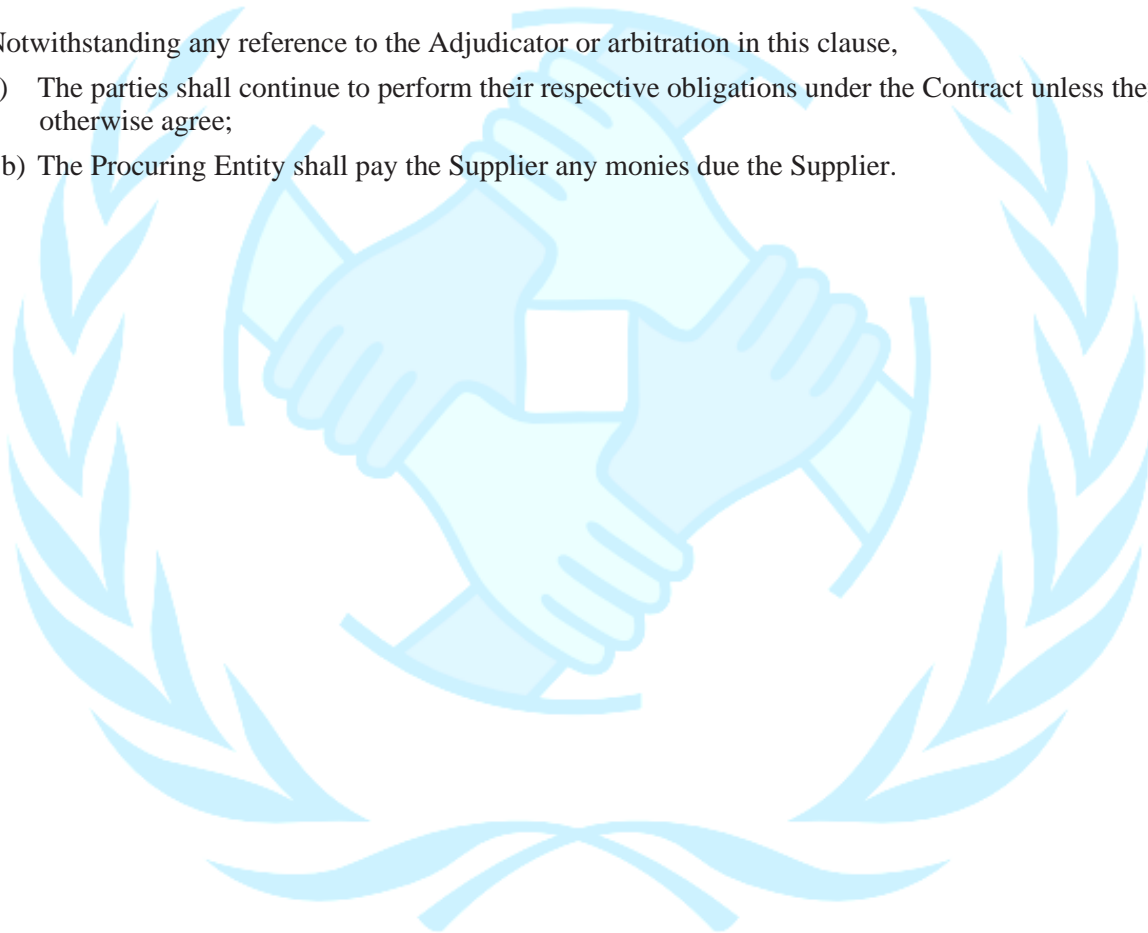 Notwithstanding any reference to the Adjudicator or arbitration in this clause,
) The parties shall continue to perform their respective obligations under the Contract unless the
otherwise agree;
b) The Procuring Entity shall pay the Supplier any monies due the Supplier.